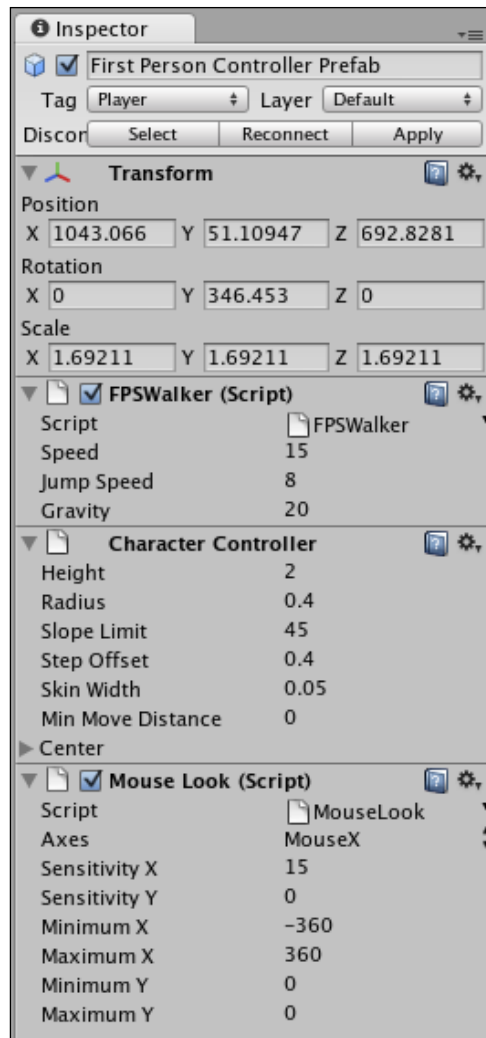 Inspector
First Person Controller Prefab
Tag Player Layer Default
Discor Select Reconnect Apply
Transform
Position
X 1043.066 Y 51.10947 Z 692.8281
Rotation
X 0 Y 346.453 Z 0
Scale
X 1.69211 Y 1.69211 Z 1.69211
FPSWalker (Script)
Script FPSWalker
Speed 15
Jump Speed 8
Gravity 20
Character Controller
Height 2
Radius 0.4
Slope Limit 45
Step Offset 0.4
Skin Width 0.05
Min Move Distance 0
Center
Mouse Look (Script)
Script MouseLook
Axes MouseX
Sensitivity X 15
Sensitivity Y 0
Minimum X -360
Maximum X 360
Minimum Y 0
Maximum Y 0